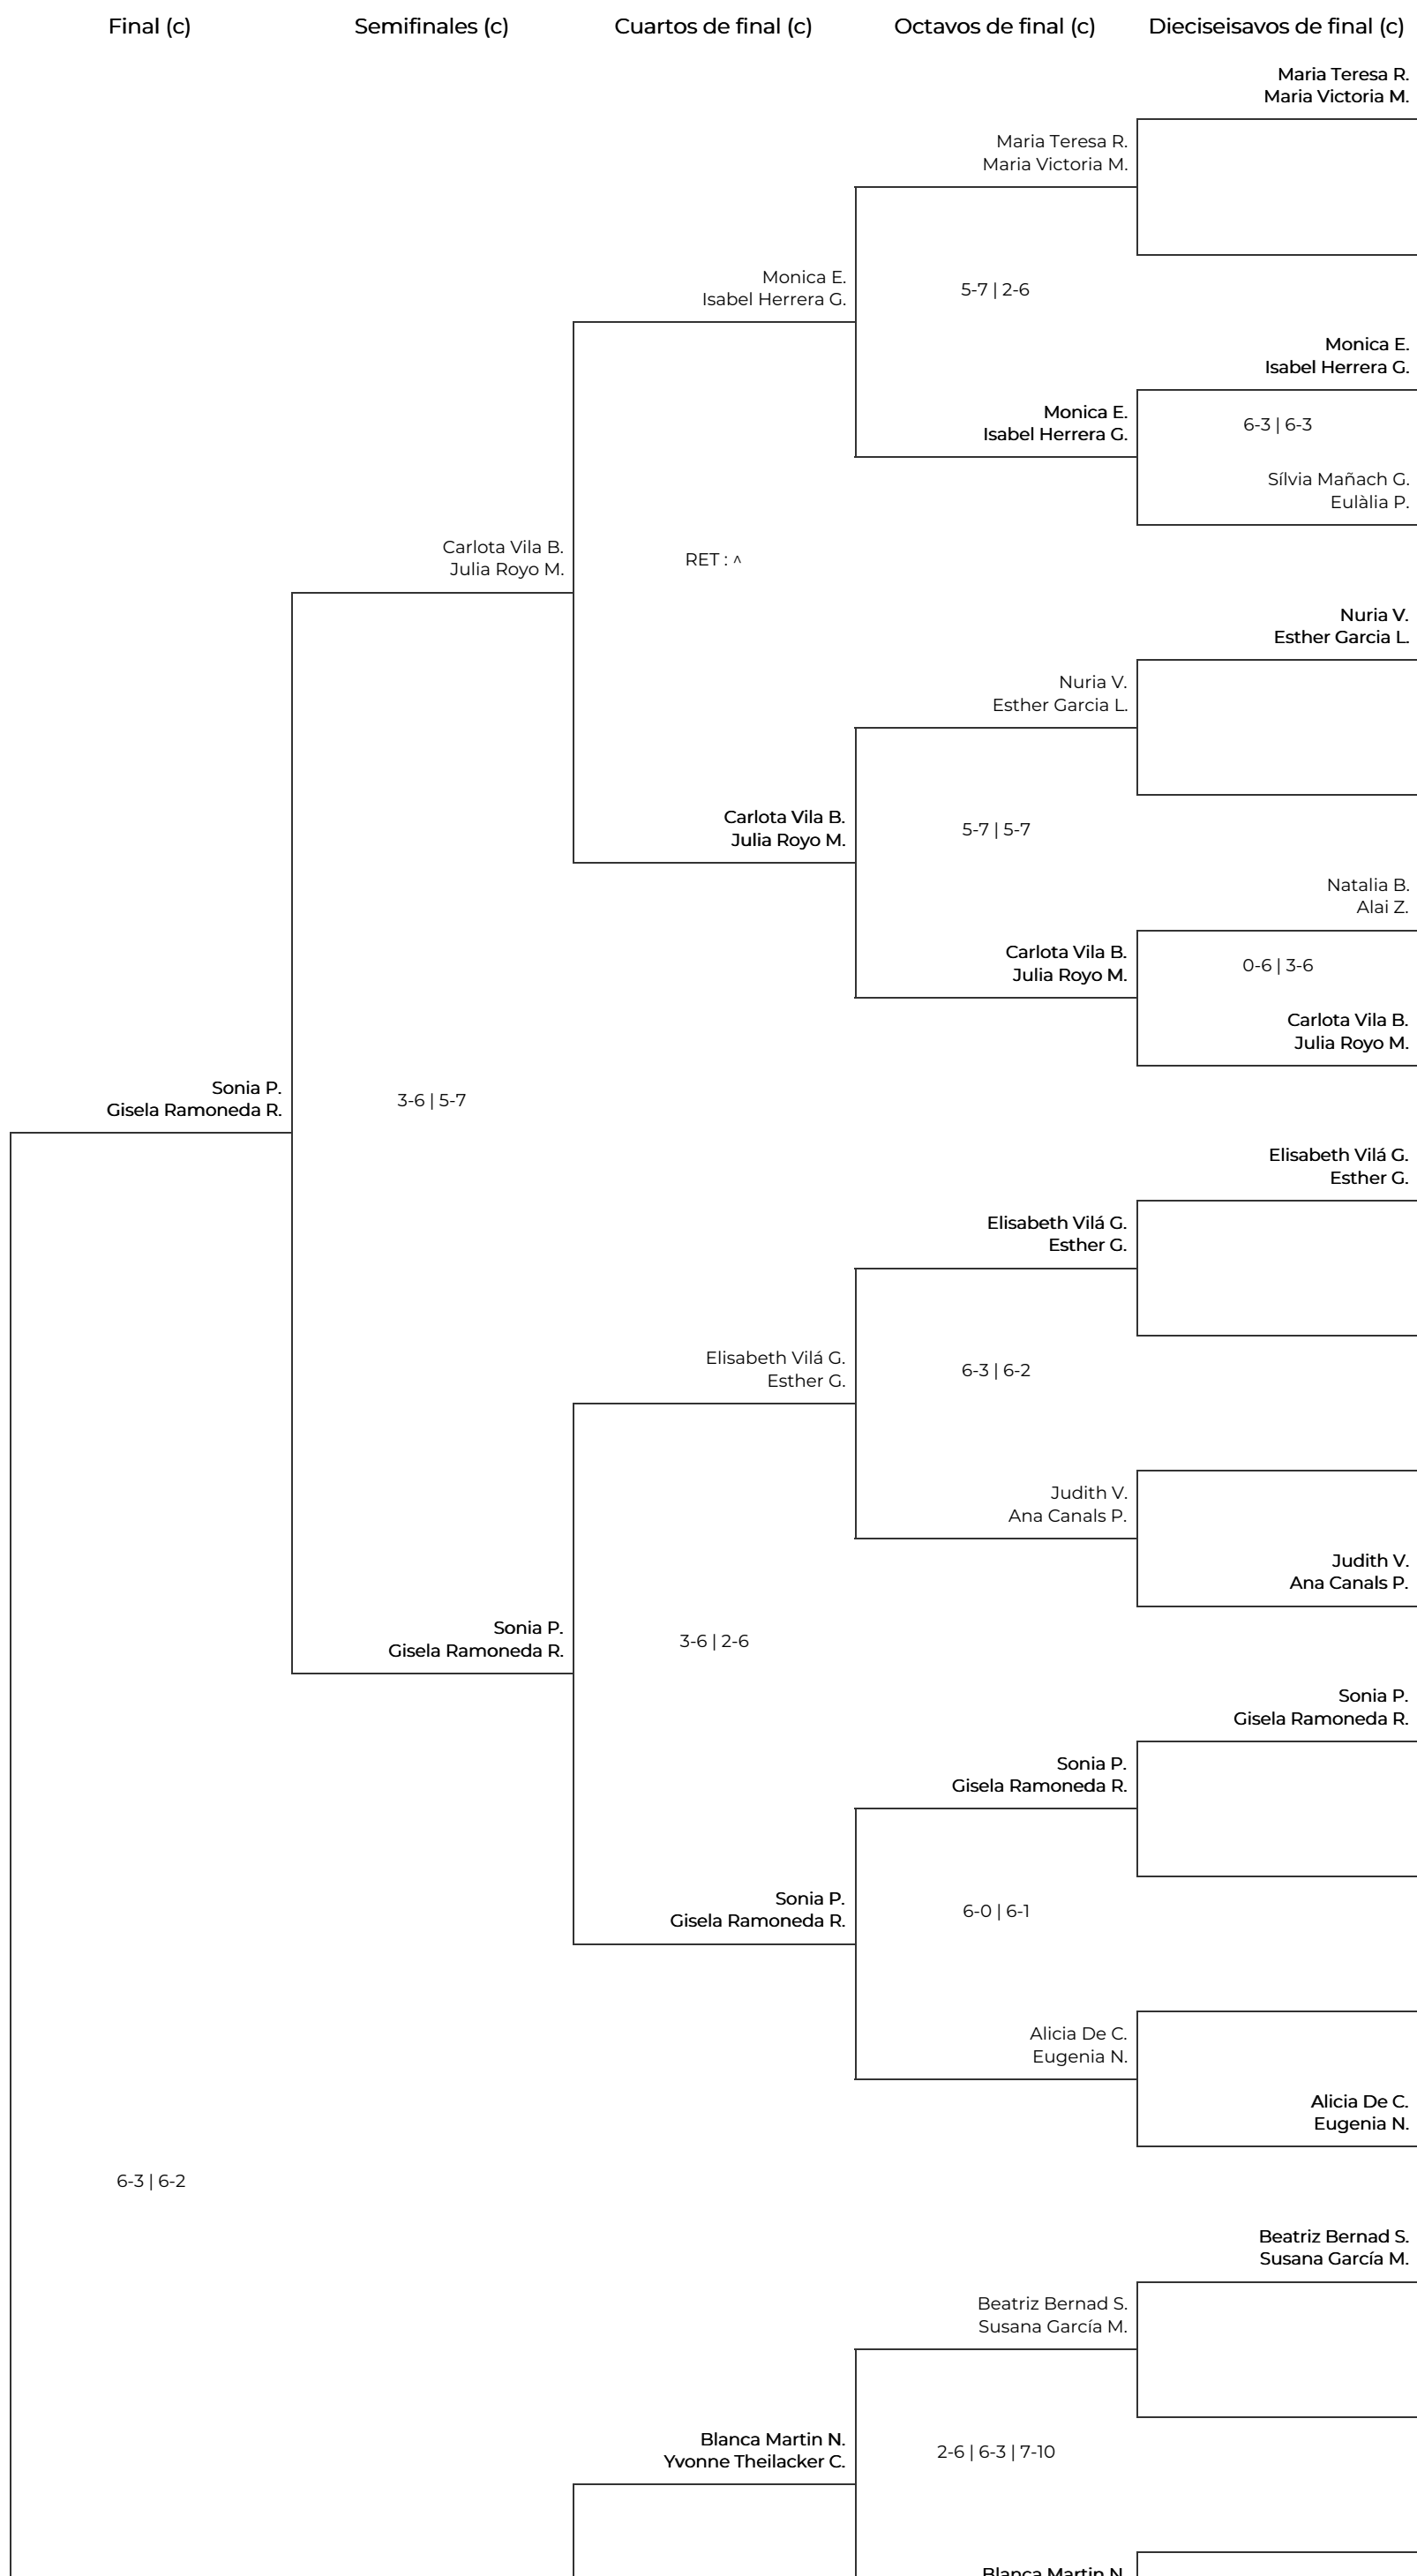 Final (c)
Semifinales (c)
Cuartos de final (c)
Octavos de final (c)
Dieciseisavos de final (c)
Maria Teresa R.
Maria Victoria M.
Maria Teresa R.
Maria Victoria M.
Monica E.
Isabel Herrera G.
5-7 | 2-6
Monica E.
Isabel Herrera G.
Monica E.
Isabel Herrera G.
6-3 | 6-3
Sílvia Mañach G.
Eulàlia P.
Carlota Vila B.
Julia Royo M.
RET : ^
Nuria V.
Esther Garcia L.
Nuria V.
Esther Garcia L.
Carlota Vila B.
Julia Royo M.
5-7 | 5-7
Natalia B.
Alai Z.
Carlota Vila B.
Julia Royo M.
0-6 | 3-6
Carlota Vila B.
Julia Royo M.
Sonia P.
Gisela Ramoneda R.
3-6 | 5-7
Elisabeth Vilá G.
Esther G.
Elisabeth Vilá G.
Esther G.
Elisabeth Vilá G.
Esther G.
6-3 | 6-2
Judith V.
Ana Canals P.
Judith V.
Ana Canals P.
Sonia P.
Gisela Ramoneda R.
3-6 | 2-6
Sonia P.
Gisela Ramoneda R.
Sonia P.
Gisela Ramoneda R.
Sonia P.
Gisela Ramoneda R.
6-0 | 6-1
Alicia De C.
Eugenia N.
Alicia De C.
Eugenia N.
6-3 | 6-2
Beatriz Bernad S.
Susana García M.
Beatriz Bernad S.
Susana García M.
Blanca Martin N.
Yvonne Theilacker C.
2-6 | 6-3 | 7-10
Blanca Martin N.